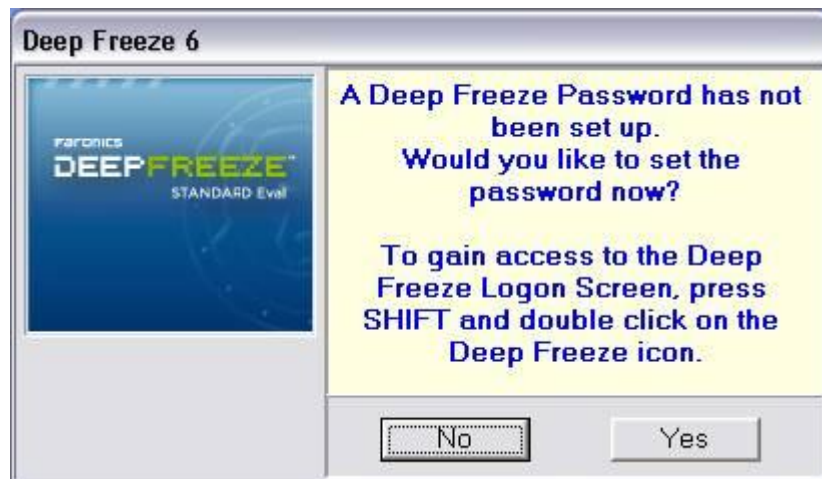 Deep Freeze 6
Faronics
DEEPFREEZE™
STANDARD Eval
A Deep Freeze Password has not
been set up.
Would you like to set the
password now?
To gain access to the Deep
Freeze Logon Screen, press
SHIFT and double click on the
Deep Freeze icon.
No
Yes